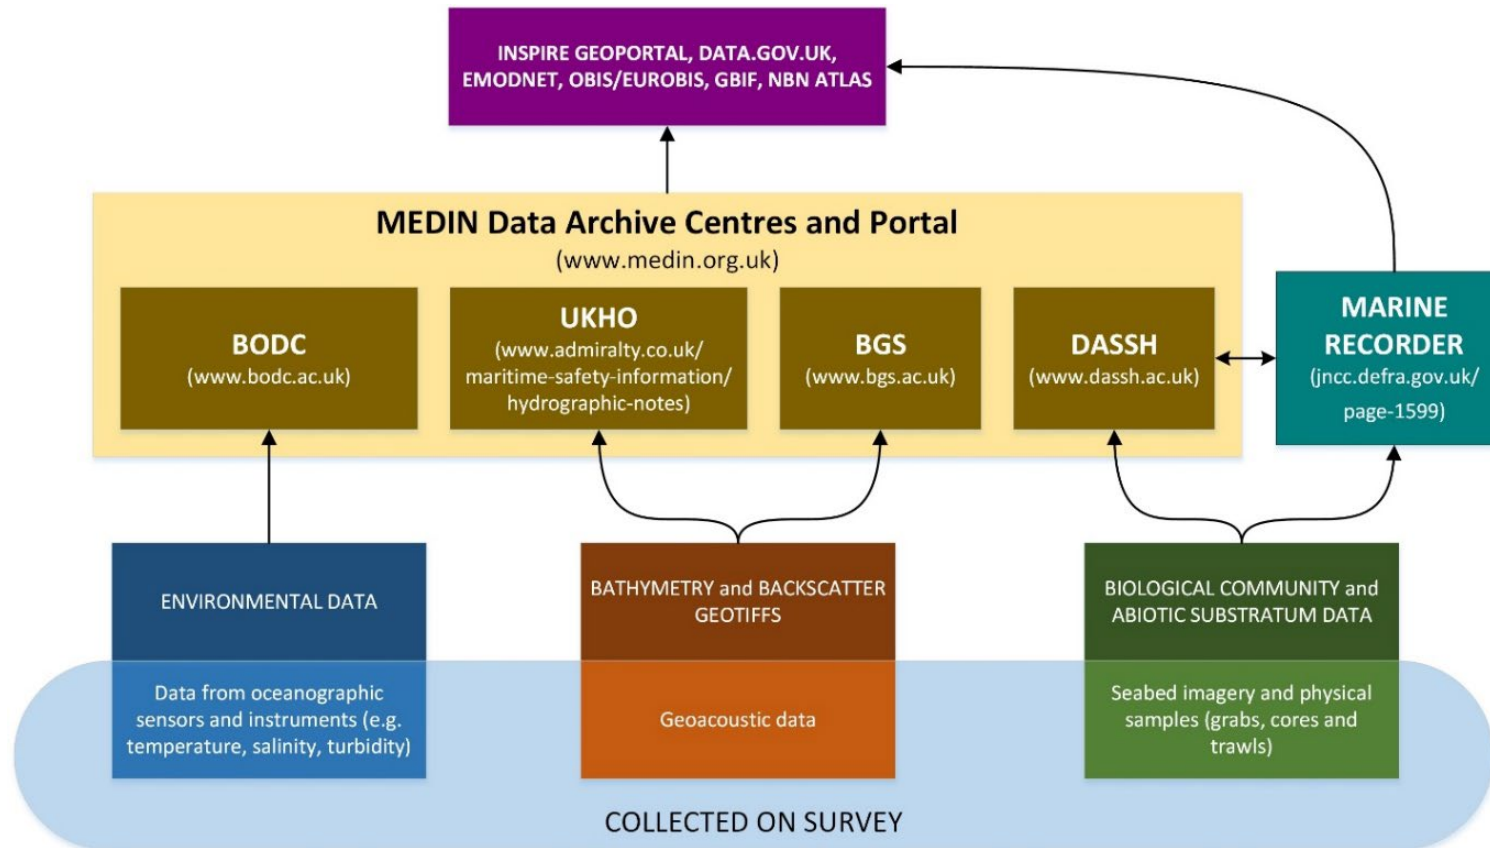 INSPIRE GEOPORTAL, DATA.GOV.UK,
EMODNET, OBIS/EUROBIS, GBIF, NBN ATLAS
MEDIN Data Archive Centres and Portal
(www.medin.org.uk)
BODC
(www.bodc.ac.uk)
UKHO
(www.admiralty.co.uk/
maritime-safety-information/
hydrographic-notes)
BGS
(www.bgs.ac.uk)
DASSH
(www.dassh.ac.uk)
MARINE
RECORDER
(jncc.defra.gov.uk/
page-1599)
ENVIRONMENTAL DATA
BATHYMETRY and BACKSCATTER
GEOTIFFS
BIOLOGICAL COMMUNITY and
ABIOTIC SUBSTRATUM DATA
Data from oceanographic
sensors and instruments (e.g.
temperature, salinity, turbidity)
Geoacoustic data
Seabed imagery and physical
samples (grabs, cores and
trawls)
COLLECTED ON SURVEY